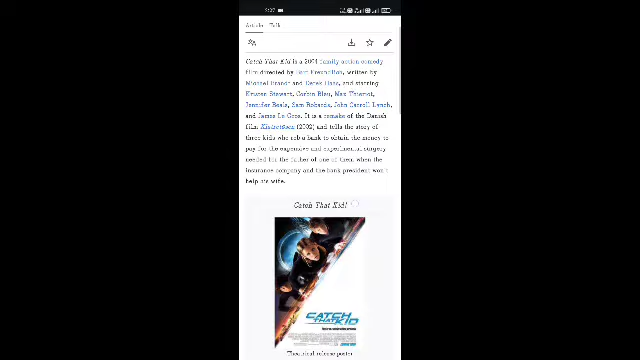 Article Talk
Catch That Kid is a 2004 family action comedy
film directed by Bart Freundlich, written by
Michael Brandt and Derek Haas, and starring
Kristen Stewart, Corbin Bleu, Max Thieriot,
Jennifer Beals, Sam Robards, John Carroll Lynch,
and James Le Gros. It is a remake of the Danish
film Klatretøsen (2002) and tells the story of
three kids who rob a bank to obtain the money to
pay for the expensive and experimental surgery
needed for the father of one of them when the
insurance company and the bank president won't
help his wife.
Catch That Kid!
CATCH
THAT KID
Theatrical release poster